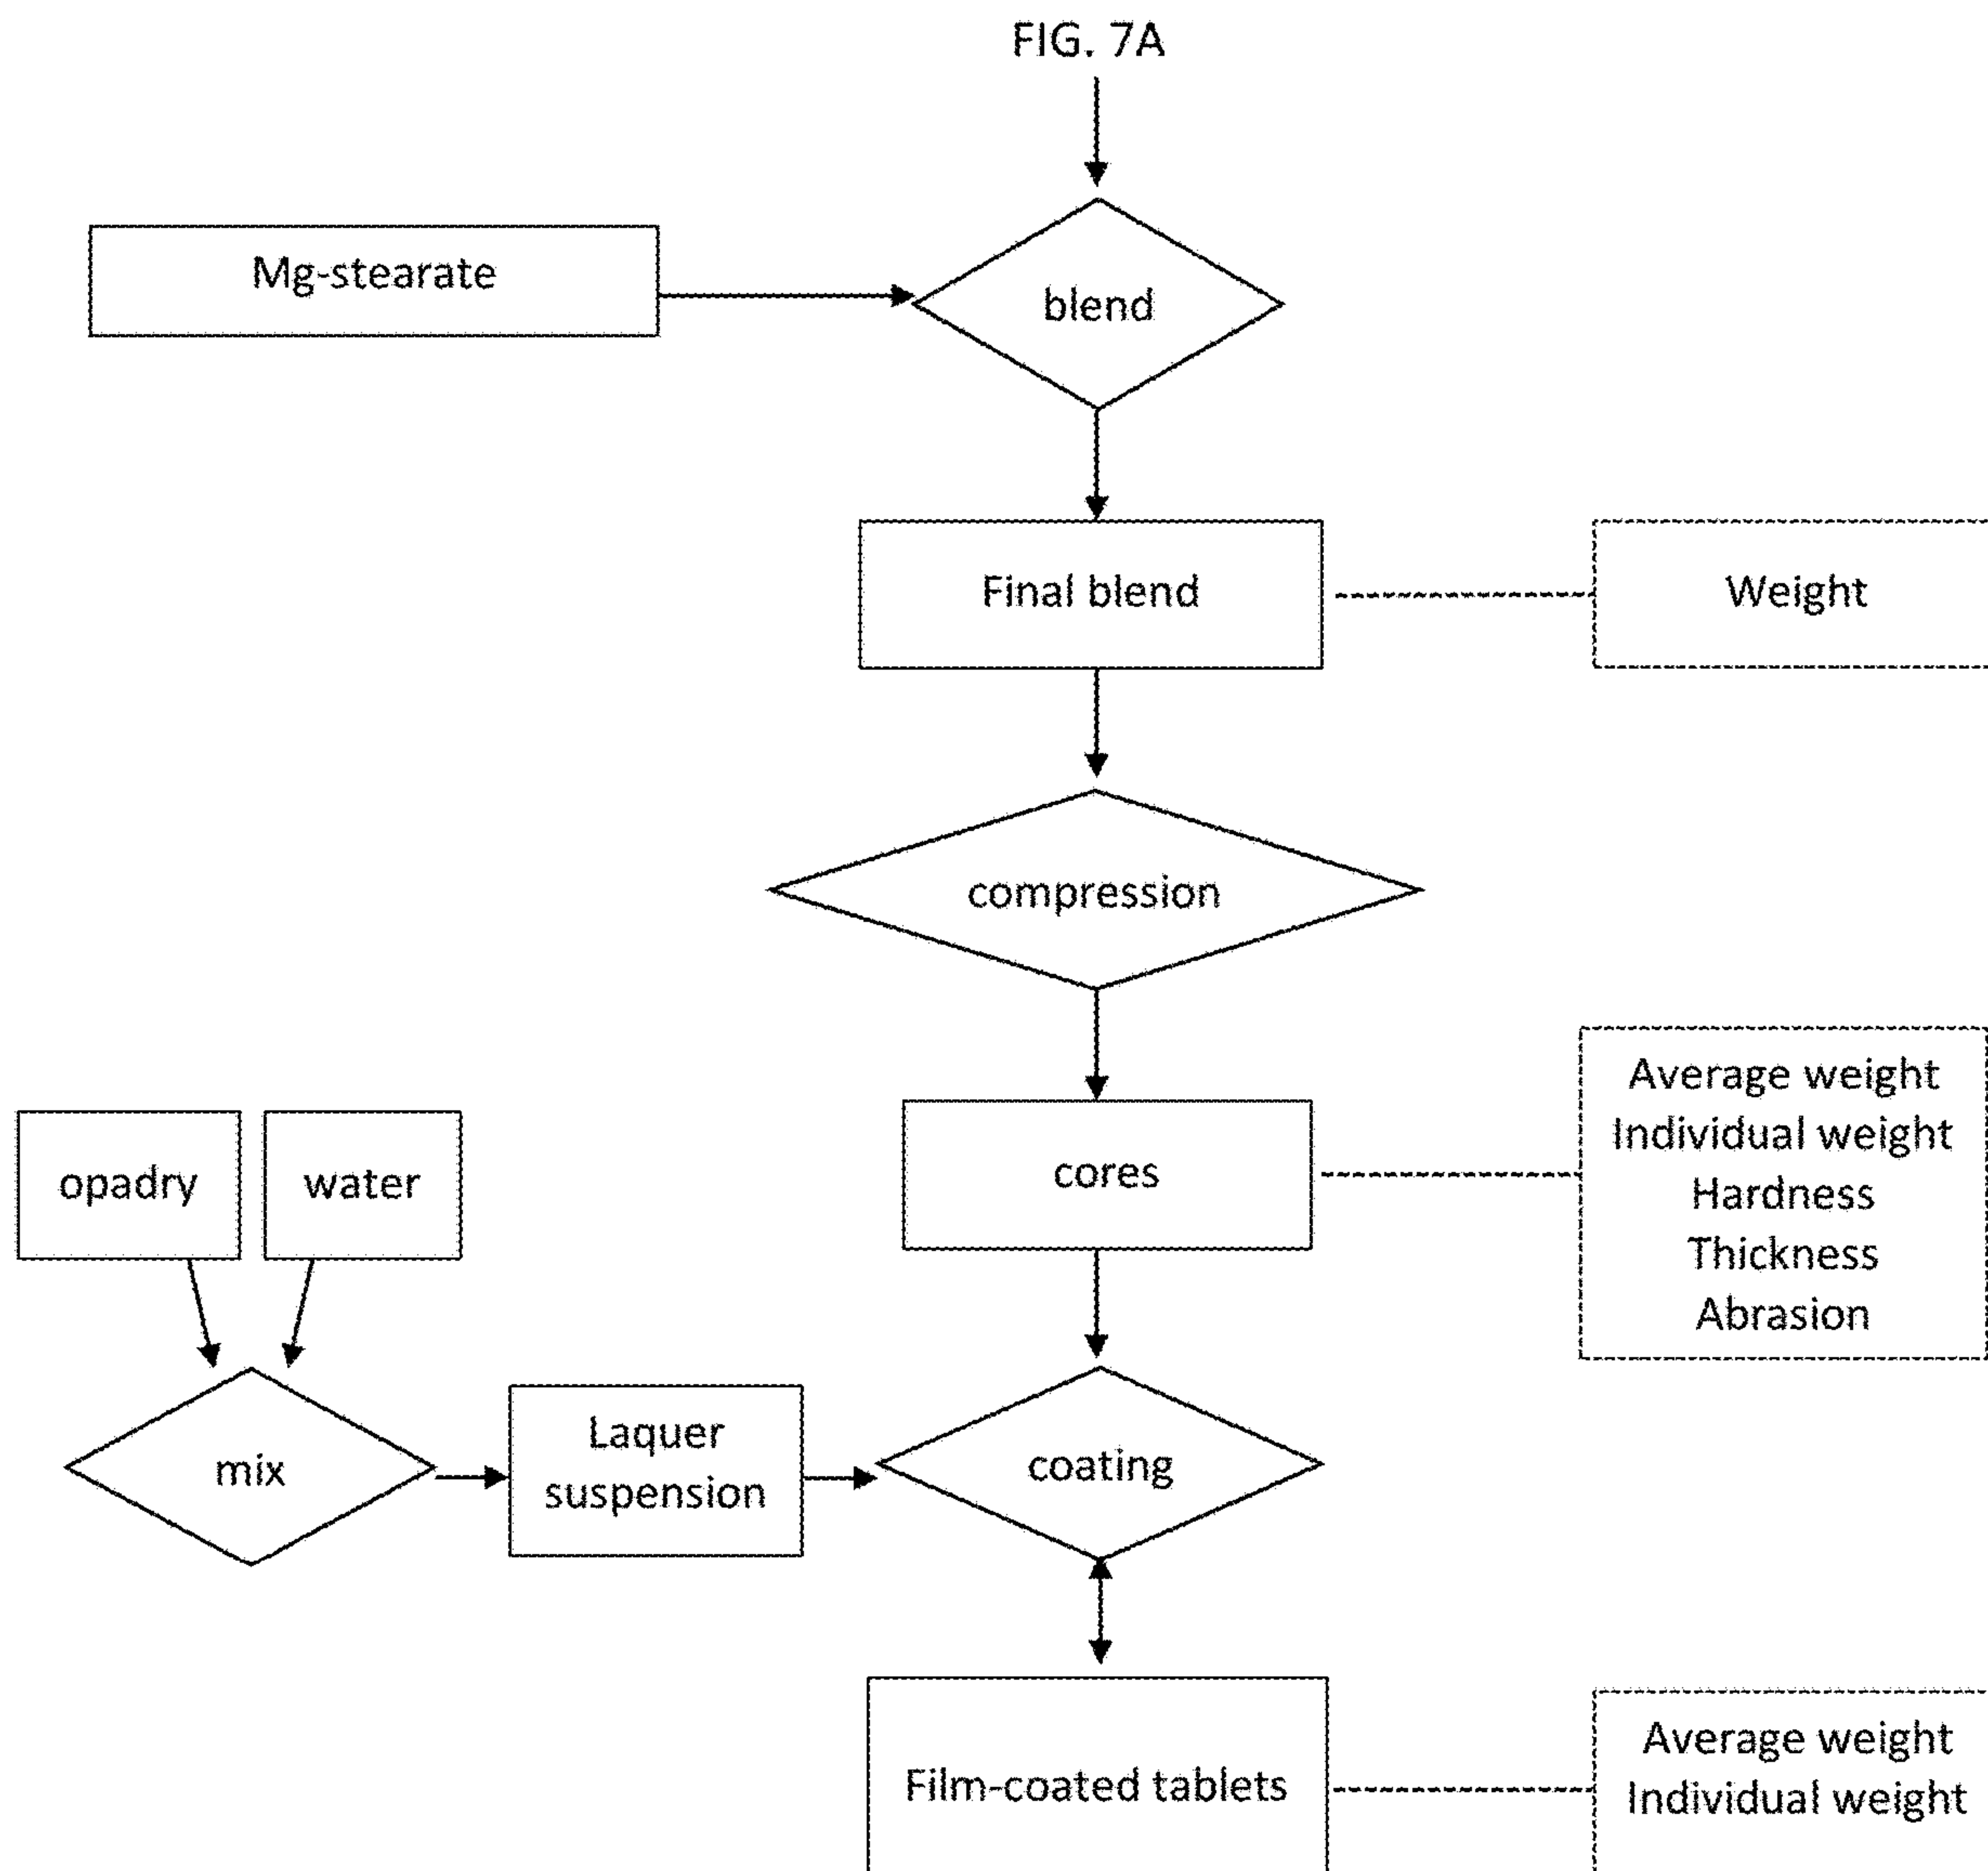 FIG. 7A
Mg-stearate
blend
Final blend
Weight
compression
Average weight
Individual weight
Hardness
Thickness
Abrasion
cores
opadry
water
mix
Laquer
suspension
coating
Film-coated tablets
Average weight
Individual weight